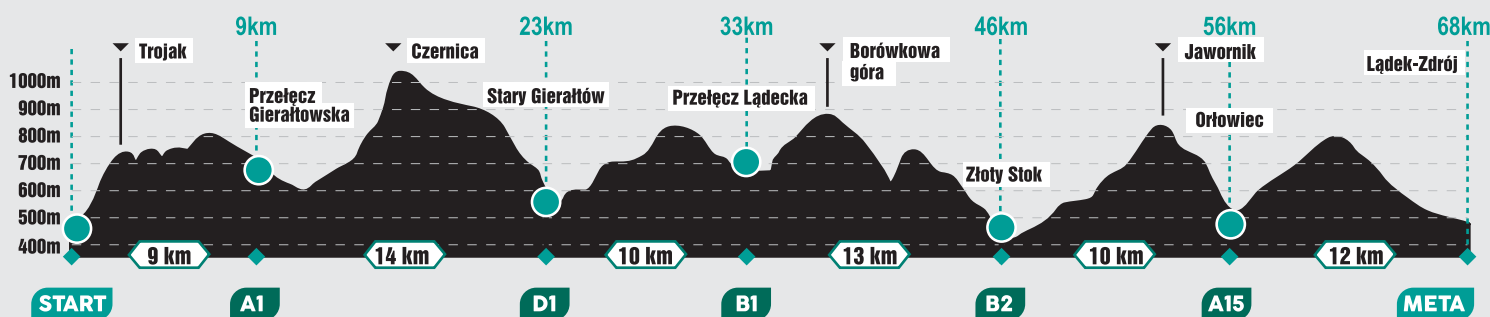 9km
23km
33km
46km
56km
68km
Trojak
Czernica
Borówkowa
góra
Jawornik
Lądek-Zdrój
Przełęcz
Gierałtowska
Stary Gierałtów
Przełęcz Lądecka
Orłowiec
Złoty Stok
1000m
900m
800m
700m
600m
500m
400m
9 km
14 km
10 km
13 km
10 km
12 km
START
A1
D1
B1
B2
A15
META